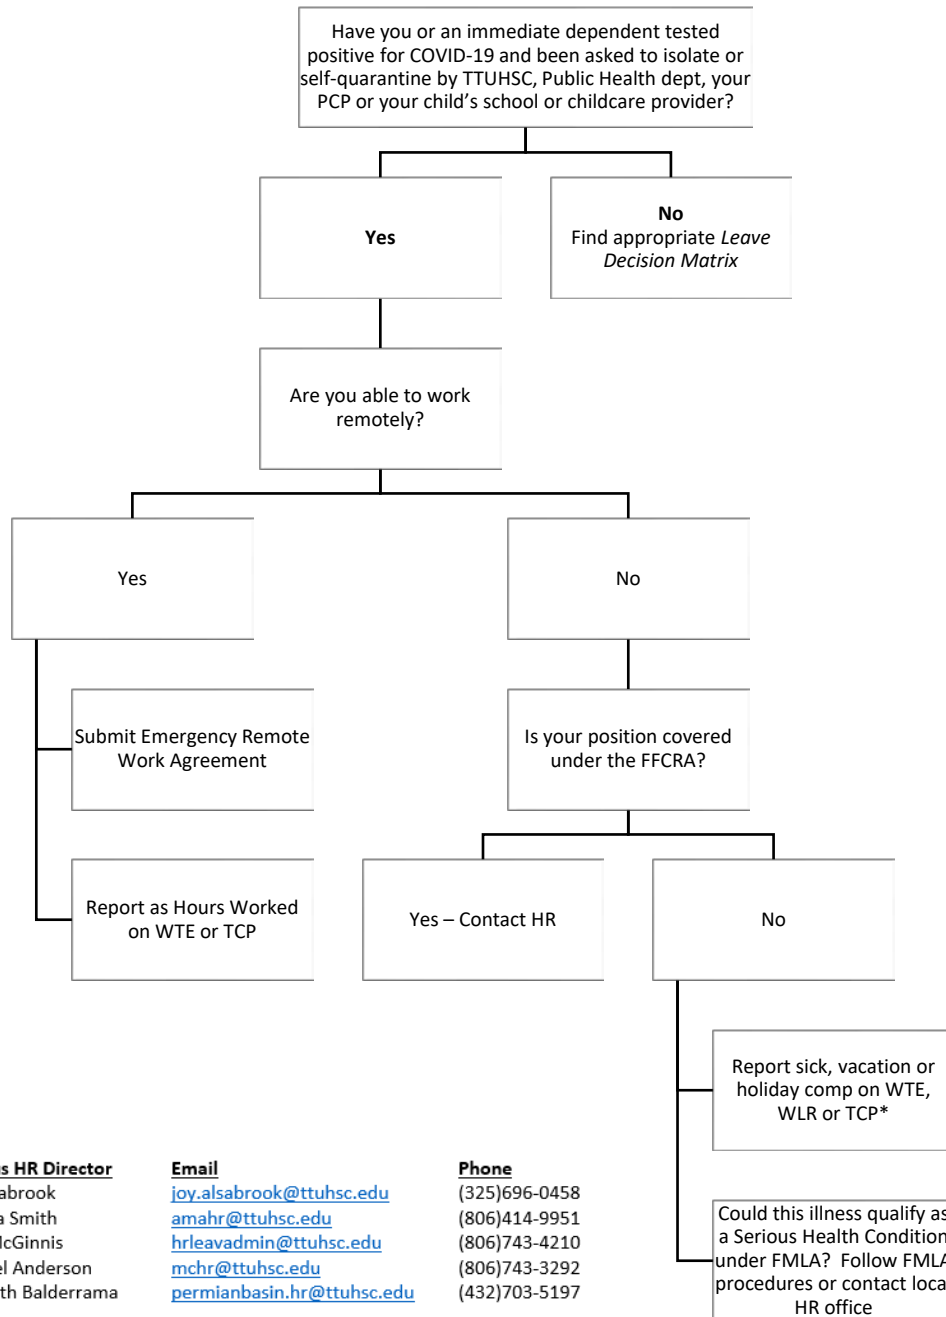 Have you or an immediate dependent tested
positive for COVID-19 and been asked to isolate or
self-quarantine by TTUHSC, Public Health dept, your
PCP or your child's school or childcare provider?
Yes
No
Find appropriate Leave
Decision Matrix
Are you able to work
remotely?
Yes
No
Submit Emergency Remote
Work Agreement
Is your position covered
under the FFCRA?
Report as Hours Worked
on WTE or TCP
Yes – Contact HR
No
Report sick, vacation or
holiday comp on WTE,
WLR or TCP*
HR Director Email Phone
joy.alsabrook@ttuhsc.edu (325)696-0458
Smith amahr@ttuhsc.edu (806)414-9951
McGinnis hrleavadmin@ttuhsc.edu (806)743-4210
Anderson mchr@ttuhsc.edu (806)743-3292
Balderrama permianbasin.hr@ttuhsc.edu (432)703-5197
Could this illness qualify as
a Serious Health Condition
under FMLA? Follow FMLA
procedures or contact local
HR office